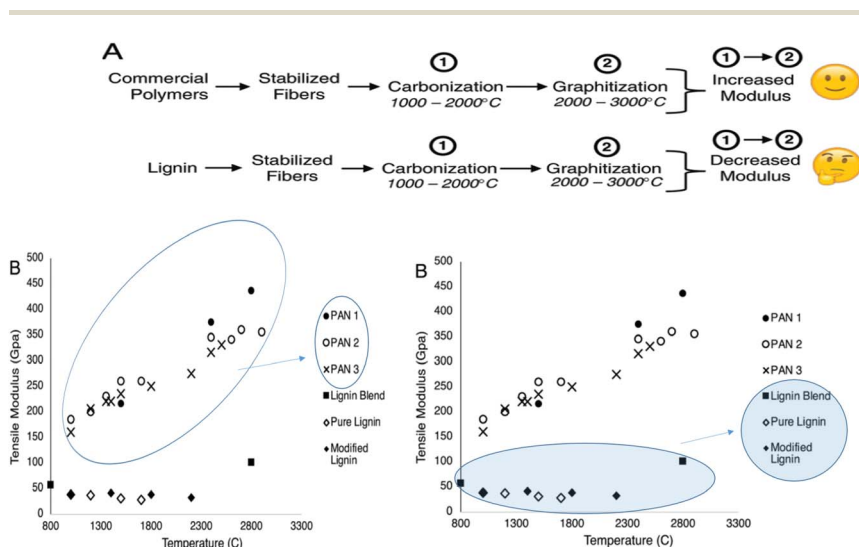 A
Commercial Polymers → Stabilized Fibers → ① Carbonization 1000 – 2000°C → ② Graphitization 2000 – 3000°C } ① → ② Increased Modulus
Lignin → Stabilized Fibers → ① Carbonization 1000 – 2000°C → ② Graphitization 2000 – 3000°C } ① → ② Decreased Modulus
B
Tensile Modulus (Gpa)
500
450
400
350
300
250
200
150
100
50
0
800 1300 1800 2300 2800 3300
Temperature (C)
PAN 1
PAN 2
PAN 3
Lignin Blend
Pure Lignin
Modified
Lignin
B
Tensile Modulus (Gpa)
500
450
400
350
300
250
200
150
100
50
0
800 1300 1800 2300 2800 3300
Temperature (C)
PAN 1
PAN 2
PAN 3
Lignin Blend
Pure Lignin
Modified
Lignin